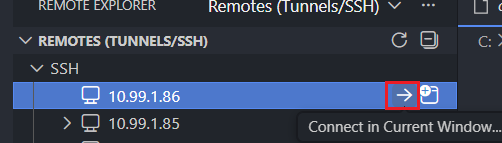 REMOTE EXPLORER
Remotes (Tunnels/SSH)
REMOTES (TUNNELS/SSH)
C:
SSH
10.99.1.86
10.99.1.85
Connect in Current Window...